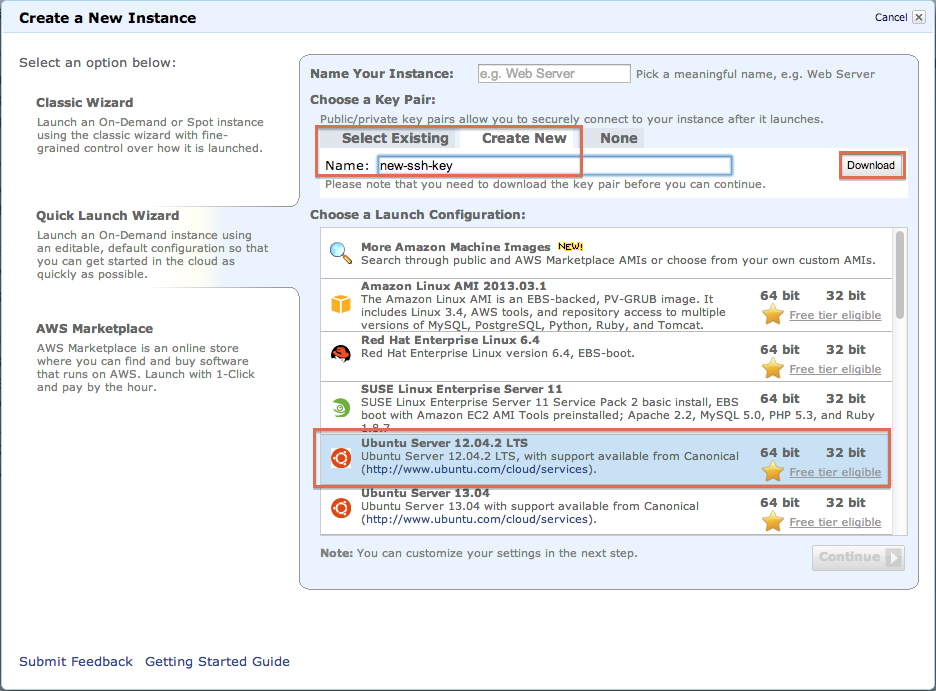 Create a New Instance
Cancel
Select an option below:
Classic Wizard
Launch an On-Demand or Spot instance
using the classic wizard with fine-
grained control over how it is launched.
Quick Launch Wizard
Launch an On-Demand instance using
an editable, default configuration so that
you can get started in the cloud as
quickly as possible.
AWS Marketplace
AWS Marketplace is an online store
where you can find and buy software
that runs on AWS. Launch with 1-Click
and pay by the hour.
Name Your Instance: e.g. Web Server Pick a meaningful name, e.g. Web Server
Choose a Key Pair:
Public/private key pairs allow you to securely connect to your instance after it launches.
Select Existing Create New None
Name: new-ssh-key Download
Please note that you need to download the key pair before you can continue.
Choose a Launch Configuration:
More Amazon Machine Images NEW!
Search through public and AWS Marketplace AMIs or choose from your own custom AMIs.
Amazon Linux AMI 2013.03.1
The Amazon Linux AMI is an EBS-backed, PV-GRUB image. It
includes Linux 3.4, AWS tools, and repository access to multiple
versions of MySQL, PostgreSQL, Python, Ruby, and Tomcat.
64 bit 32 bit
Free tier eligible
Red Hat Enterprise Linux 6.4
Red Hat Enterprise Linux version 6.4, EBS-boot.
64 bit 32 bit
Free tier eligible
SUSE Linux Enterprise Server 11
SUSE Linux Enterprise Server 11 Service Pack 2 basic install, EBS
boot with Amazon EC2 AMI Tools preinstalled; Apache 2.2, MySQL 5.0, PHP 5.3, and Ruby
1.8.7
64 bit 32 bit
Ubuntu Server 12.04.2 LTS
Ubuntu Server 12.04.2 LTS, with support available from Canonical
(http://www.ubuntu.com/cloud/services).
64 bit 32 bit
Free tier eligible
Ubuntu Server 13.04
Ubuntu Server 13.04 with support available from Canonical
(http://www.ubuntu.com/cloud/services).
64 bit 32 bit
Free tier eligible
Note: You can customize your settings in the next step.
Continue
Submit Feedback Getting Started Guide